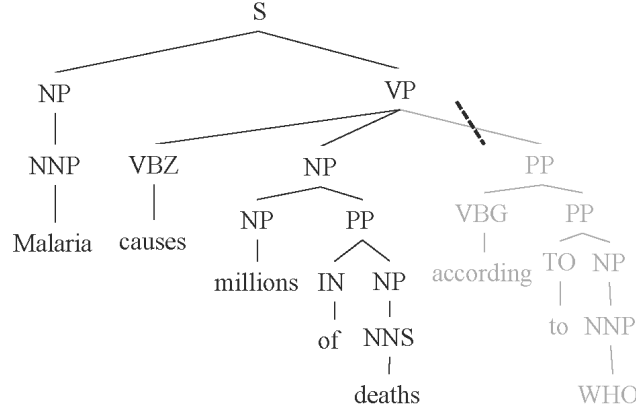 S
NP VP
NNP VBZ NP PP
NP PP VBG PP
Malaria causes
according TO NP
millions IN NP
of NNS to NNP
deaths WHO